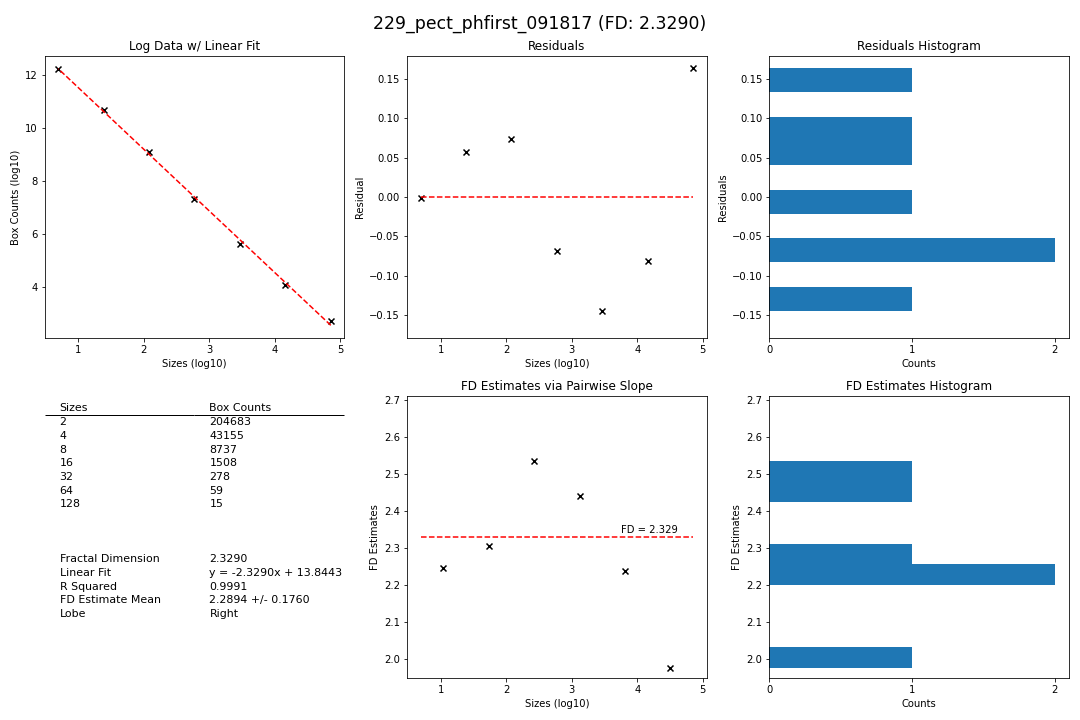 229_pect_phfirst_091817 (FD: 2.3290)
Log Data w/ Linear Fit
12
10
8
6
4
Box Counts (log10)
1 2 3 4 5
Sizes (log10)
Residuals
0.15
0.10
0.05
0.00
−0.05
−0.10
−0.15
Residual
1 2 3 4 5
Sizes (log10)
Residuals Histogram
0.15
0.10
0.05
0.00
−0.05
−0.10
−0.15
Residuals
0 1 2
Counts
Sizes Box Counts
2 204683
4 43155
8 8737
16 1508
32 278
64 59
128 15
Fractal Dimension 2.3290
Linear Fit y = -2.3290x + 13.8443
R Squared 0.9991
FD Estimate Mean 2.2894 +/- 0.1760
Lobe Right
FD Estimates via Pairwise Slope
2.7
2.6
2.5
2.4
2.3
2.2
2.1
2.0
FD Estimates
FD = 2.329
1 2 3 4 5
Sizes (log10)
FD Estimates Histogram
2.7
2.6
2.5
2.4
2.3
2.2
2.1
2.0
FD Estimates
0 1 2
Counts